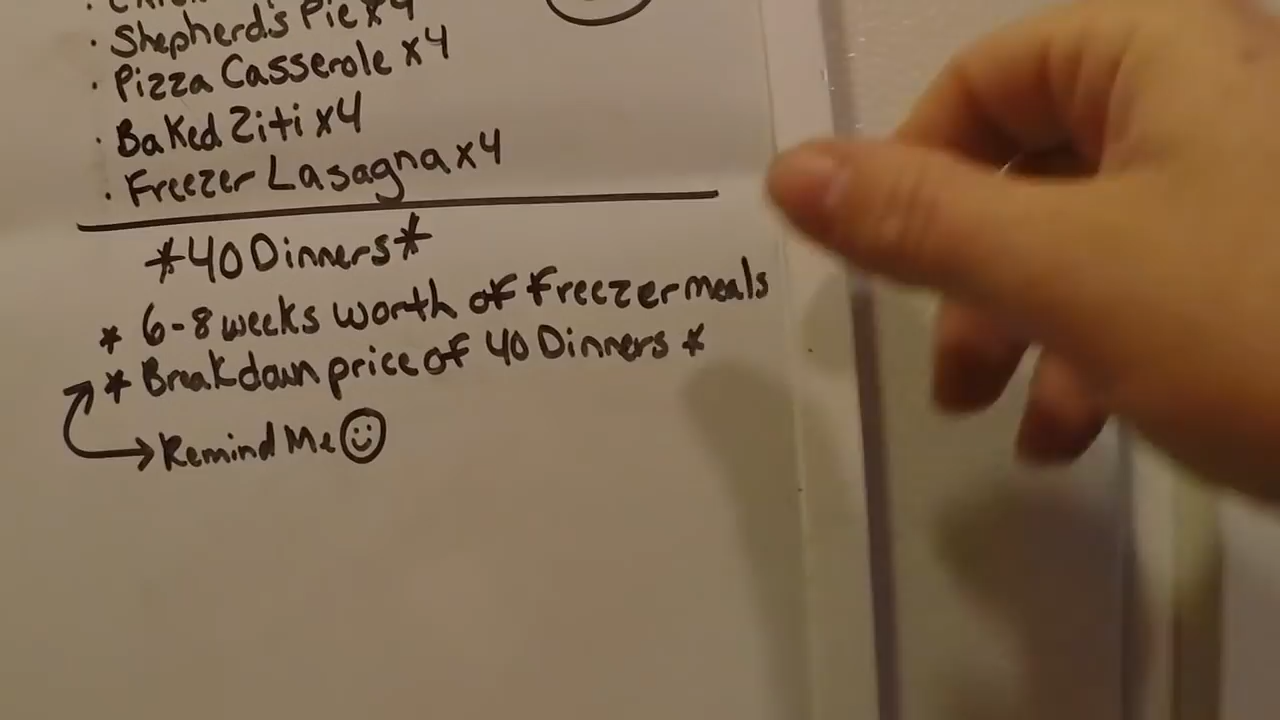 · Shepherd's Pie x4
· Pizza Casserole x4
· Baked Ziti x4
· Freezer Lasagna x4
*40 Dinners*
* 6-8 weeks worth of freezer meals
* Breakdown price of 40 Dinners *
Remind Me